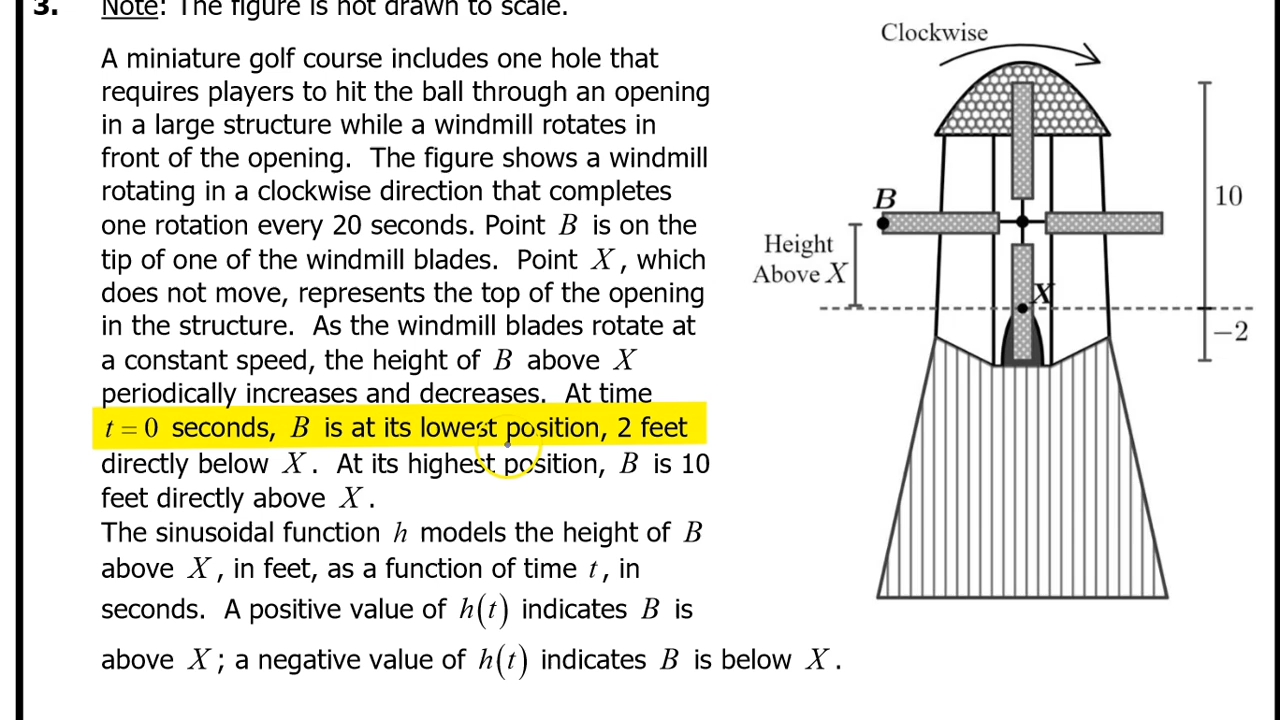 3. Note: The figure is not drawn to scale.
A miniature golf course includes one hole that
requires players to hit the ball through an opening
in a large structure while a windmill rotates in
front of the opening. The figure shows a windmill
rotating in a clockwise direction that completes
one rotation every 20 seconds. Point B is on the
tip of one of the windmill blades. Point X, which
does not move, represents the top of the opening
in the structure. As the windmill blades rotate at
a constant speed, the height of B above X
periodically increases and decreases. At time
t = 0 seconds, B is at its lowest position, 2 feet
directly below X. At its highest position, B is 10
feet directly above X.
The sinusoidal function h models the height of B
above X, in feet, as a function of time t, in
seconds. A positive value of h(t) indicates B is
above X; a negative value of h(t) indicates B is below X.
Clockwise
B
10
Height
Above X
X
−2